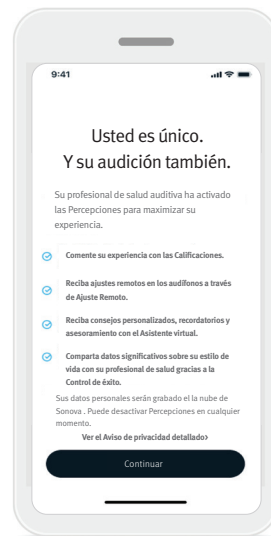 9:41
Usted es único.
Y su audición también.
Su profesional de salud auditiva ha activado
las Percepciones para maximizar su
experiencia.
Comente su experiencia con las Calificaciones.
Reciba ajustes remotos en los audífonos a través
de Ajuste Remoto.
Reciba consejos personalizados, recordatorios y
asesoramiento con el Asistente virtual.
Comparta datos significativos sobre su estilo de
vida con su profesional de salud gracias a la
Control de éxito.
Sus datos personales serán grabado el la nube de
Sonova . Puede desactivar Percepciones en cualquier
momento.
Ver el Aviso de privacidad detallado›
Continuar